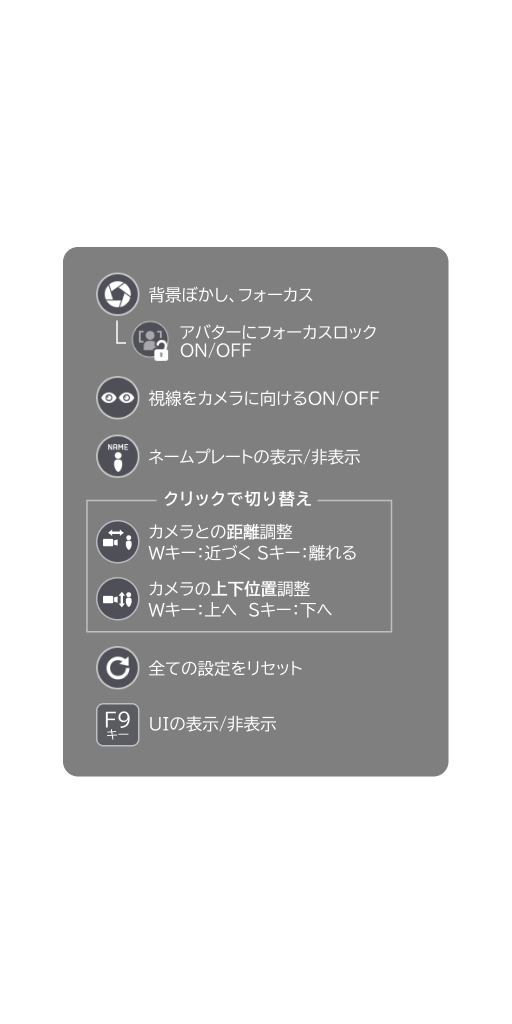 背景ぼかし、フォーカス
アバターにフォーカスロック
ON/OFF
視線をカメラに向けるON/OFF
NAME
ネームプレートの表示/非表示
クリックで切り替え
カメラとの距離調整
Wキー：近づく Sキー：離れる
カメラの上下位置調整
Wキー：上へ Sキー：下へ
全ての設定をリセット
F9
キー
UIの表示/非表示